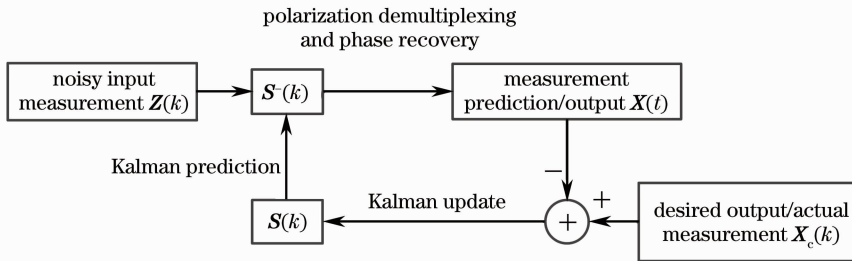 polarization demultiplexing
and phase recovery
noisy input
measurement Z(k)
S⁻(k)
measurement
prediction/output X(t)
Kalman prediction
−
Kalman update
+
S(k)
+
desired output/actual
measurement X_c(k)